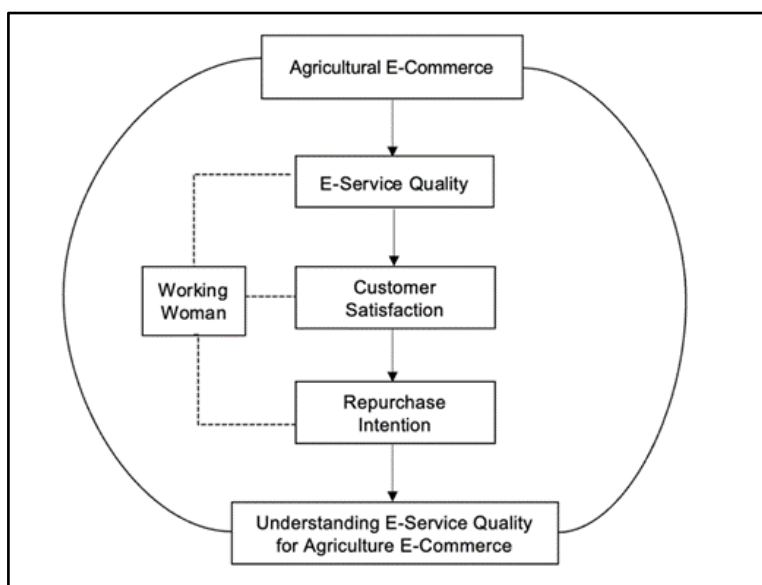 Agricultural E-Commerce
E-Service Quality
Working
Woman
Customer
Satisfaction
Repurchase
Intention
Understanding E-Service Quality
for Agriculture E-Commerce